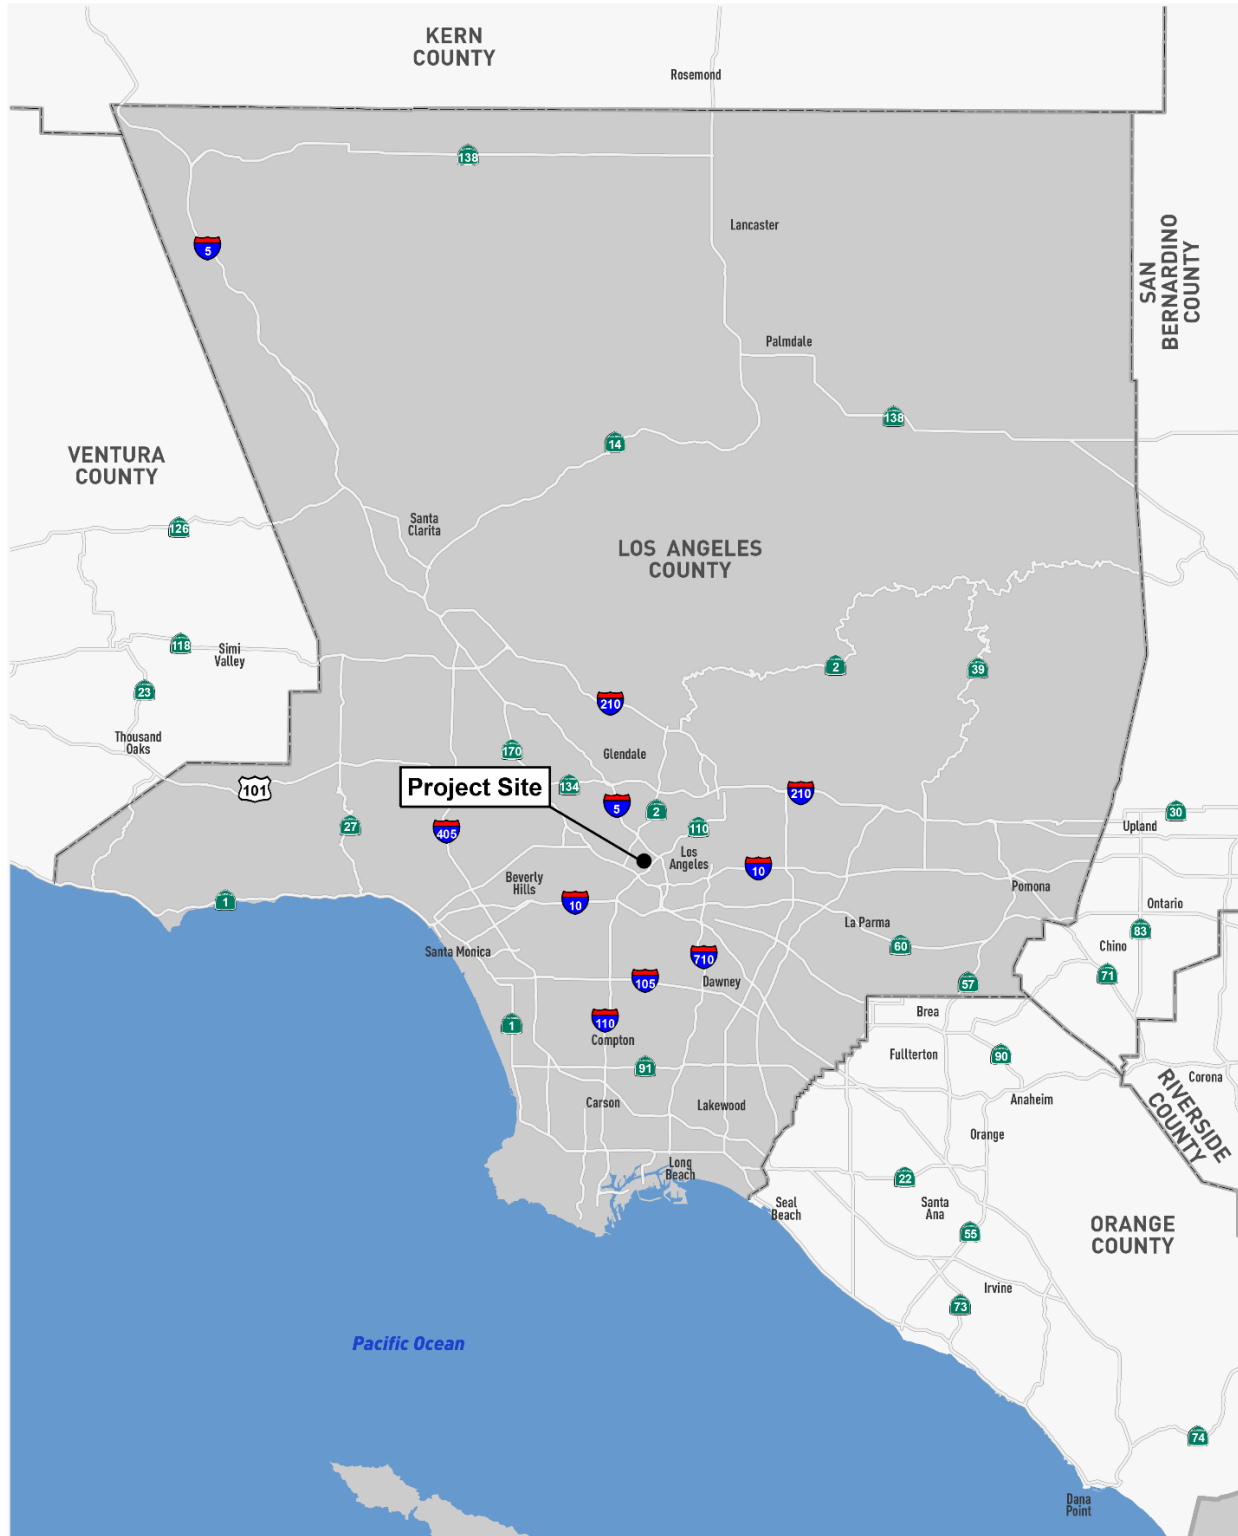 KERN
COUNTY
Rosemond
138
Lancaster
5
SAN
BERNARDINO
COUNTY
Palmdale
138
14
VENTURA
COUNTY
Santa
Clarita
126
LOS ANGELES
COUNTY
118
Simi
Valley
2
39
23
210
Thousand
Oaks
170
Glendale
101
Project Site
134
210
5
2
30
27
405
110
Upland
Los
Angeles
10
Beverly
Hills
Pomona
1
10
Ontario
La Parma
83
Santa Monica
60
Chino
710
71
105
Dawney
57
1
110
Brea
Compton
Fullterton
90
91
Corona
RIVERSIDE
COUNTY
Carson
Lakewood
Anaheim
Orange
Long
Beach
22
Seal
Beach
Santa
Ana
55
ORANGE
COUNTY
Irvine
73
Pacific Ocean
74
Dana
Point